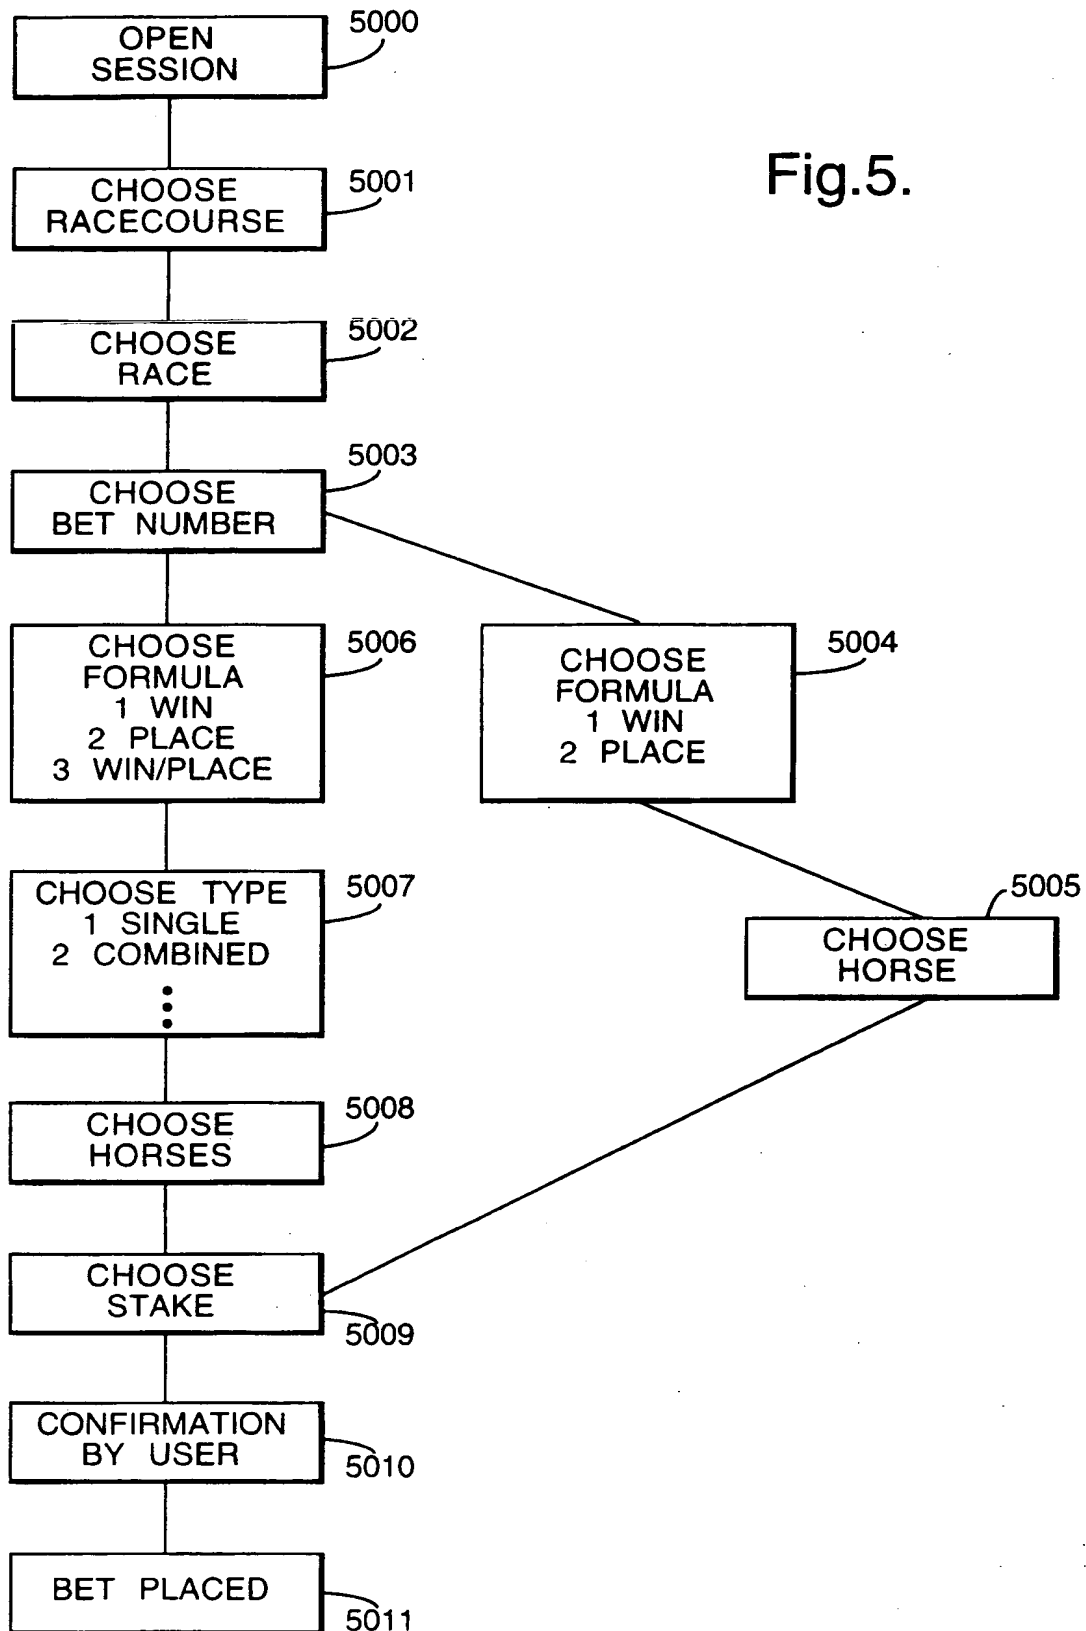 5000
OPEN
SESSION
Fig.5.
5001
CHOOSE
RACECOURSE
5002
CHOOSE
RACE
5003
CHOOSE
BET NUMBER
5006
CHOOSE
FORMULA
1 WIN
2 PLACE
3 WIN/PLACE
5004
CHOOSE
FORMULA
1 WIN
2 PLACE
5007
CHOOSE TYPE
1 SINGLE
2 COMBINED
5005
CHOOSE
HORSE
5008
CHOOSE
HORSES
CHOOSE
STAKE
5009
CONFIRMATION
BY USER
5010
BET PLACED
5011